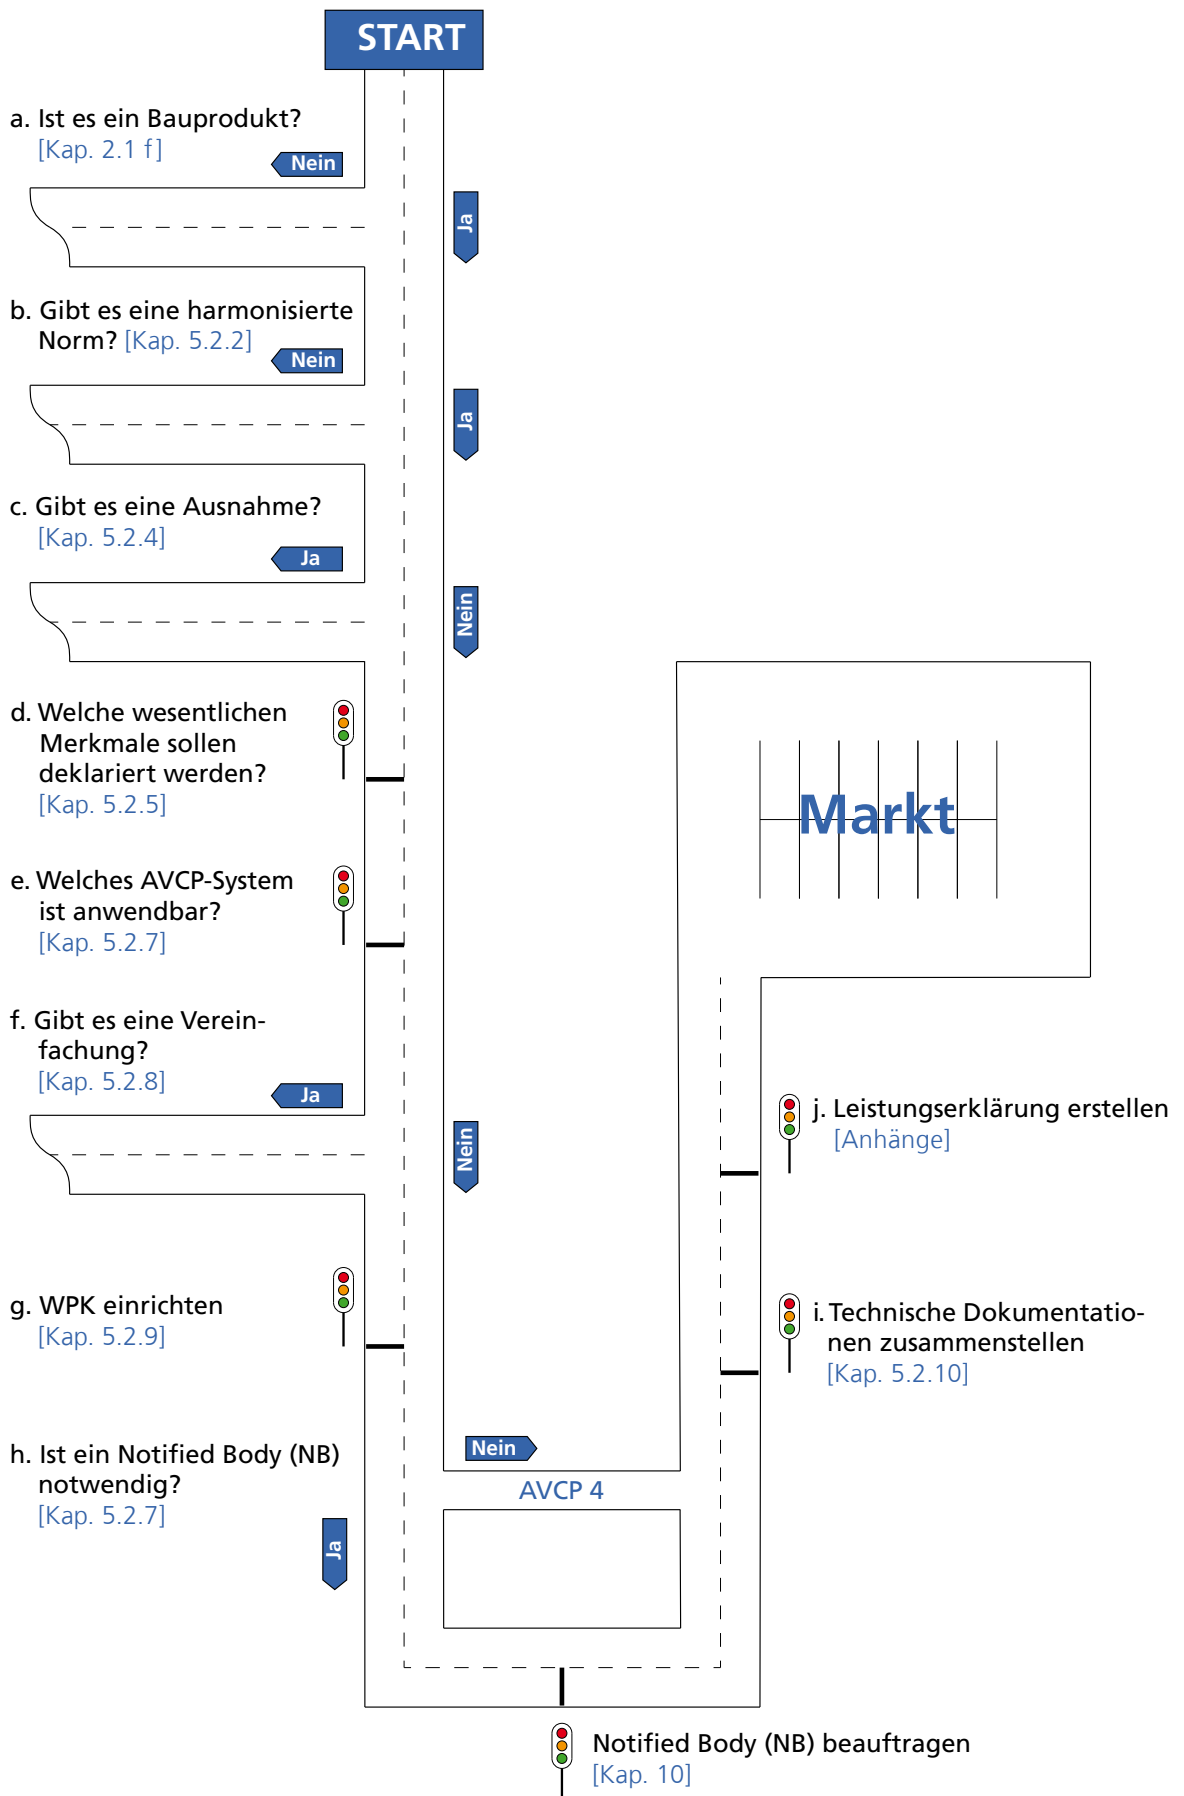 START
a. Ist es ein Bauprodukt?
[Kap. 2.1 f]
Nein
Ja
b. Gibt es eine harmonisierte
Norm? [Kap. 5.2.2]
Nein
Ja
c. Gibt es eine Ausnahme?
[Kap. 5.2.4]
Ja
Nein
d. Welche wesentlichen
Merkmale sollen
deklariert werden?
[Kap. 5.2.5]
e. Welches AVCP-System
ist anwendbar?
[Kap. 5.2.7]
f. Gibt es eine Verein-
fachung?
[Kap. 5.2.8]
Ja
Nein
g. WPK einrichten
[Kap. 5.2.9]
h. Ist ein Notified Body (NB)
notwendig?
[Kap. 5.2.7]
Ja
Nein
AVCP 4
Notified Body (NB) beauftragen
[Kap. 10]
i. Technische Dokumentatio-
nen zusammenstellen
[Kap. 5.2.10]
j. Leistungserklärung erstellen
[Anhänge]
Markt